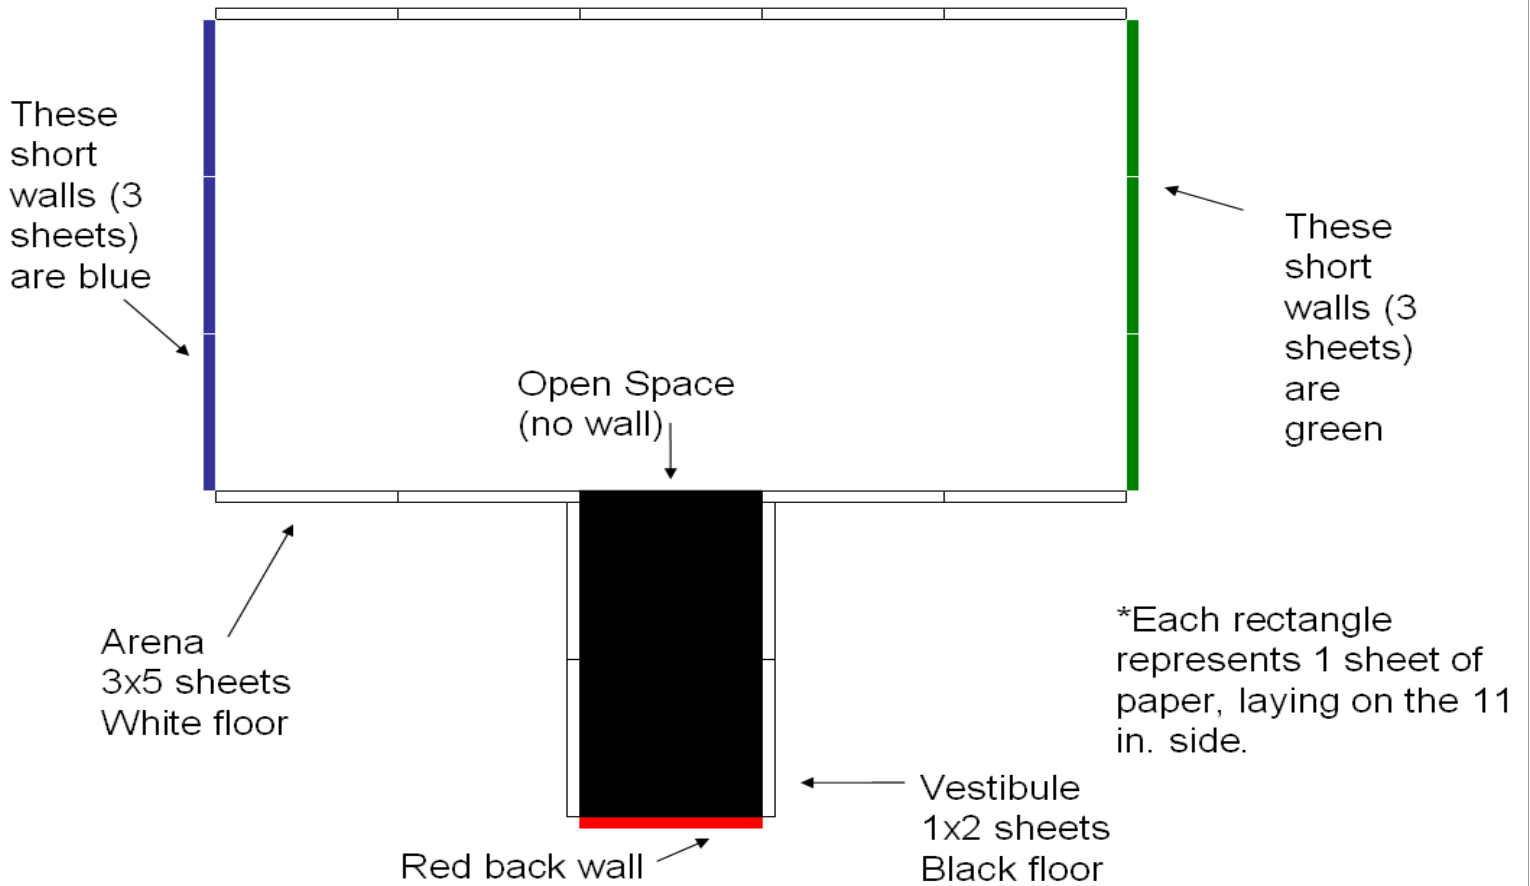 These
short
walls (3
sheets)
are blue
These
short
walls (3
sheets)
are
green
Open Space
(no wall)
Arena
3x5 sheets
White floor
*Each rectangle
represents 1 sheet of
paper, laying on the 11
in. side.
Vestibule
1x2 sheets
Black floor
Red back wall